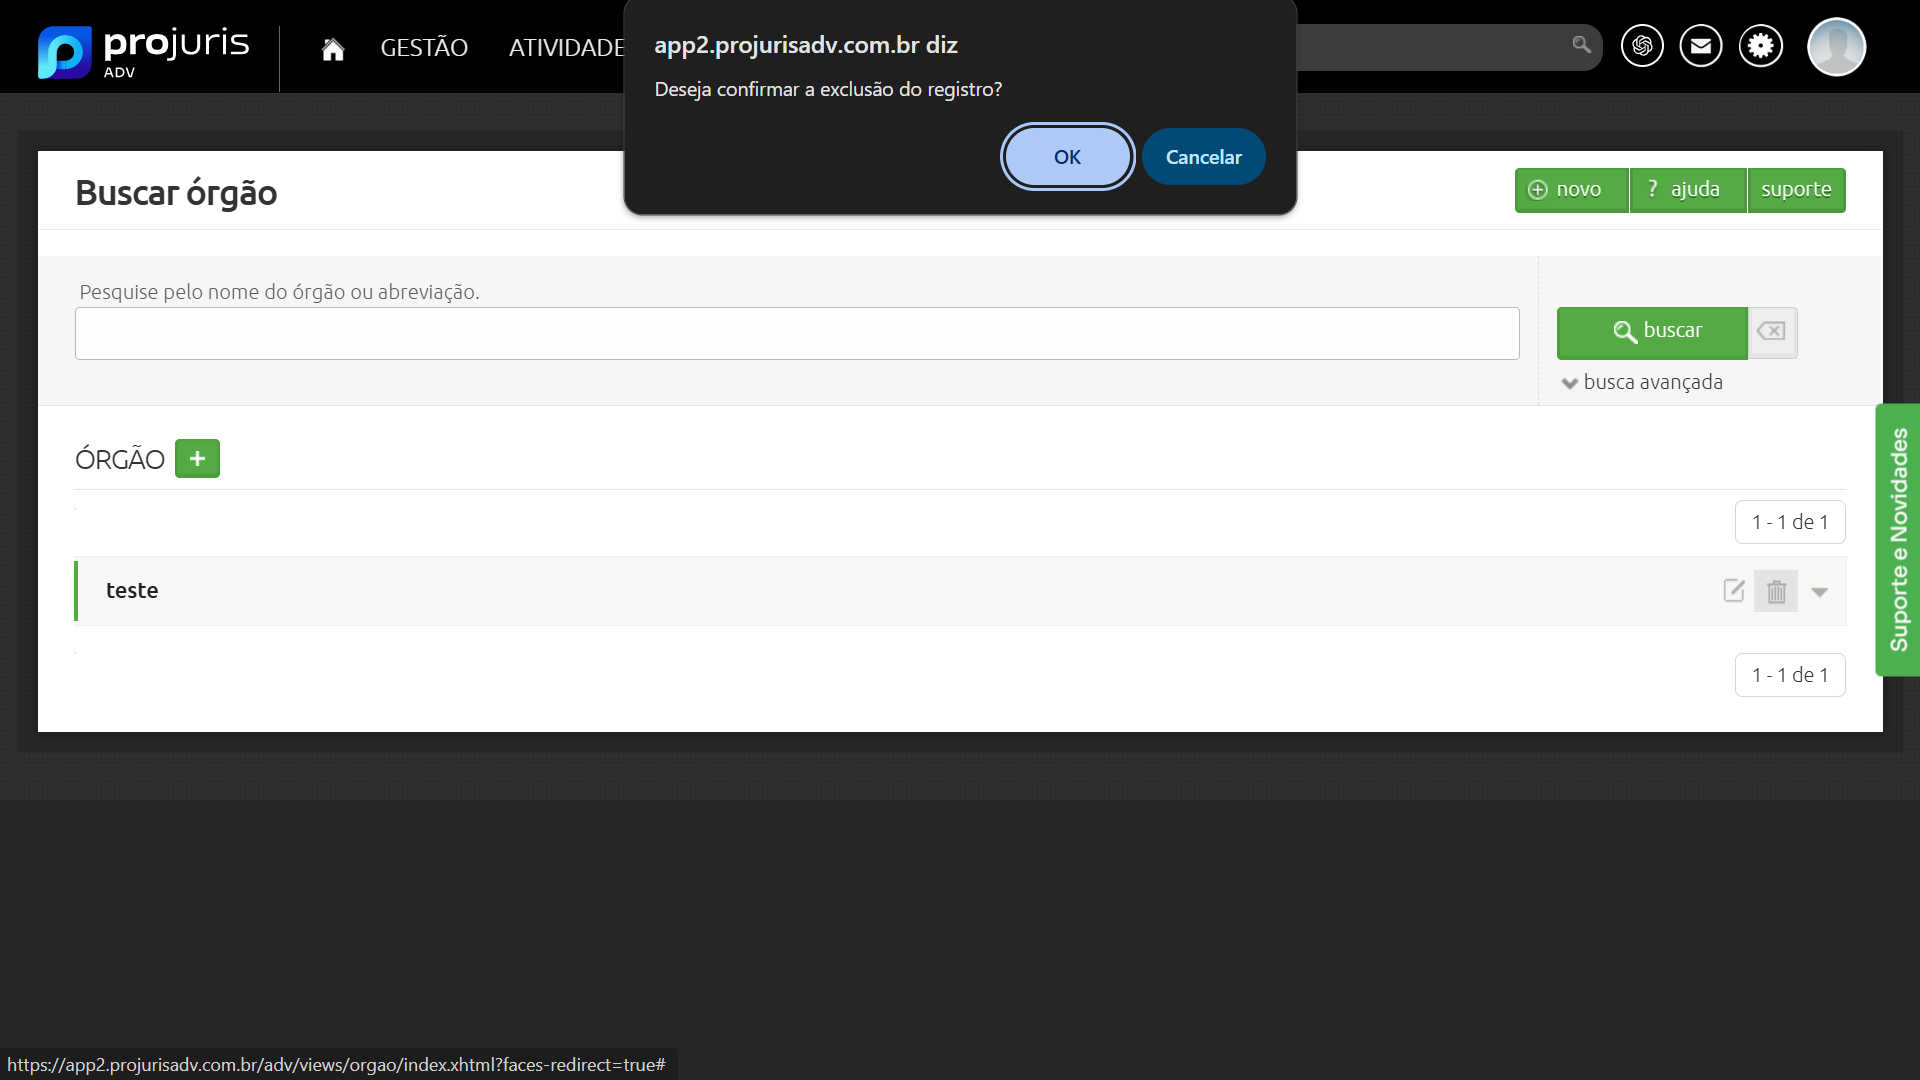 projuris
ADV
GESTÃO
ATIVIDADE
app2.projurisadv.com.br diz
Deseja confirmar a exclusão do registro?
OK
Cancelar
Buscar órgão
novo
? ajuda
suporte
Pesquise pelo nome do órgão ou abreviação.
buscar
busca avançada
ÓRGÃO +
1 - 1 de 1
teste
1 - 1 de 1
Suporte e Novidades
https://app2.projurisadv.com.br/adv/views/orgao/index.xhtml?faces-redirect=true#